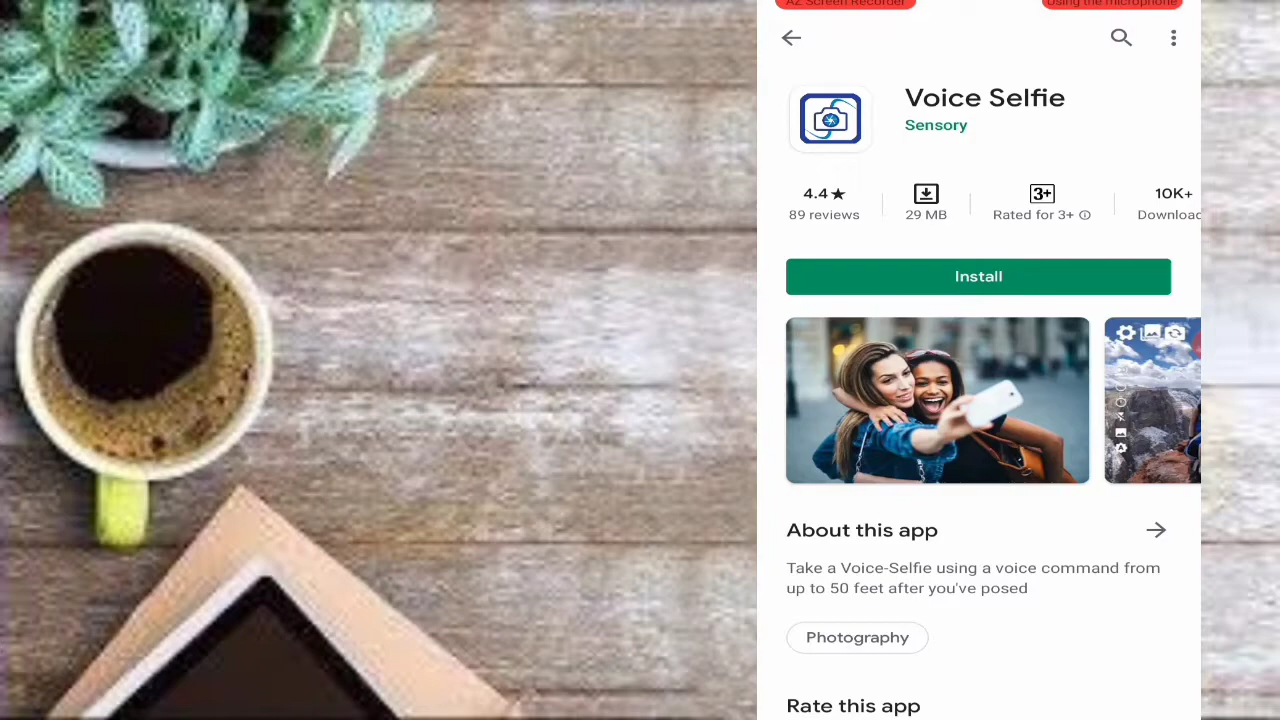 AZ Screen Recorder
Using the microphone
Voice Selfie
Sensory
4.4★
89 reviews
29 MB
3+
Rated for 3+
10K+
Downloac
Install
About this app
Take a Voice-Selfie using a voice command from
up to 50 feet after you've posed
Photography
Rate this app